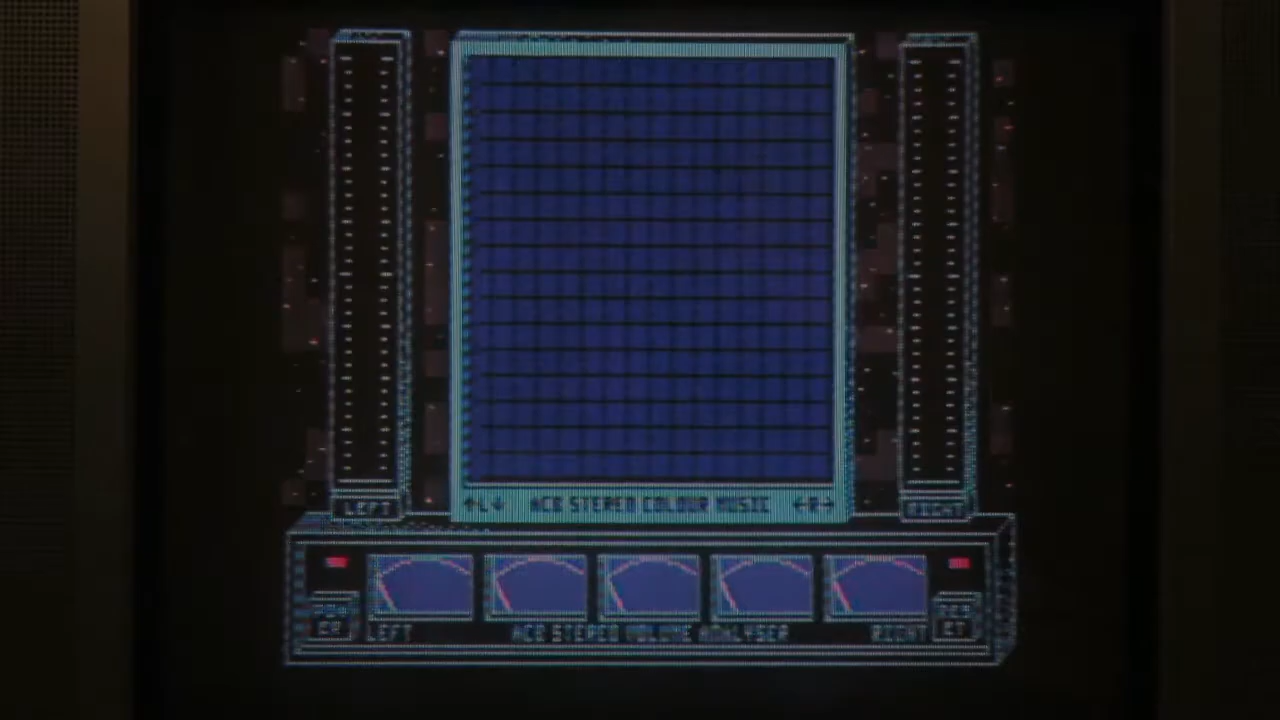 ↑L↓ ACE STEREO COLOUR MUSIC ←R→
LEFT
RIGHT
LEFT ACE STEREO VOLUME ANALYSER RIGHT